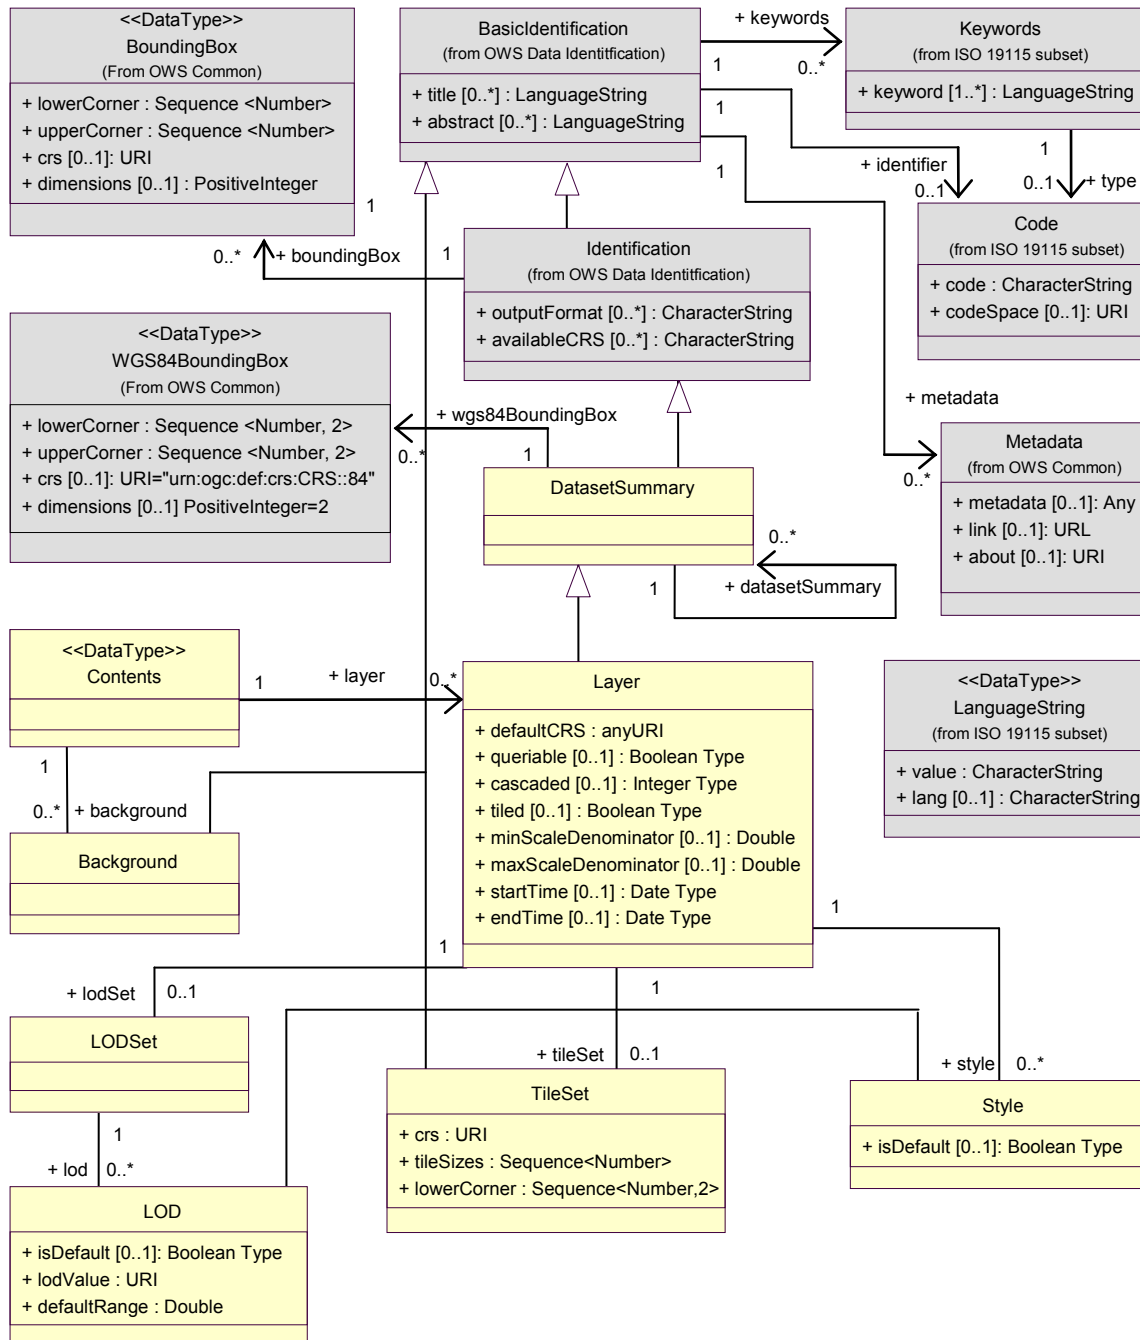 <<DataType>>
BoundingBox
(From OWS Common)
+ lowerCorner : Sequence <Number>
+ upperCorner : Sequence <Number>
+ crs [0..1]: URI
+ dimensions [0..1] : PositiveInteger
BasicIdentification
(from OWS Data Identitfication)
+ title [0..*] : LanguageString
+ abstract [0..*] : LanguageString
+ keywords
1
0..*
Keywords
(from ISO 19115 subset)
+ keyword [1..*] : LanguageString
1
+ identifier
0..1
1
0..1
+ type
1
Code
(from ISO 19115 subset)
+ code : CharacterString
+ codeSpace [0..1]: URI
1
0..*
+ boundingBox
1
Identification
(from OWS Data Identitfication)
+ outputFormat [0..*] : CharacterString
+ availableCRS [0..*] : CharacterString
<<DataType>>
WGS84BoundingBox
(From OWS Common)
+ lowerCorner : Sequence <Number, 2>
+ upperCorner : Sequence <Number, 2>
+ crs [0..1]: URI="urn:ogc:def:crs:CRS::84"
+ dimensions [0..1] PositiveInteger=2
+ wgs84BoundingBox
0..*
1
+ metadata
0..*
Metadata
(from OWS Common)
+ metadata [0..1]: Any
+ link [0..1]: URL
+ about [0..1]: URI
DatasetSummary
0..*
1
+ datasetSummary
<<DataType>>
Contents
1
+ layer
0..*
Layer
+ defaultCRS : anyURI
+ queriable [0..1] : Boolean Type
+ cascaded [0..1] : Integer Type
+ tiled [0..1] : Boolean Type
+ minScaleDenominator [0..1] : Double
+ maxScaleDenominator [0..1] : Double
+ startTime [0..1] : Date Type
+ endTime [0..1] : Date Type
<<DataType>>
LanguageString
(from ISO 19115 subset)
+ value : CharacterString
+ lang [0..1] : CharacterString
1
0..*
+ background
Background
1
+ lodSet
0..1
LODSet
1
+ tileSet
0..1
1
+ style
0..*
TileSet
+ crs : URI
+ tileSizes : Sequence<Number>
+ lowerCorner : Sequence<Number,2>
Style
+ isDefault [0..1]: Boolean Type
1
+ lod
0..*
LOD
+ isDefault [0..1]: Boolean Type
+ lodValue : URI
+ defaultRange : Double